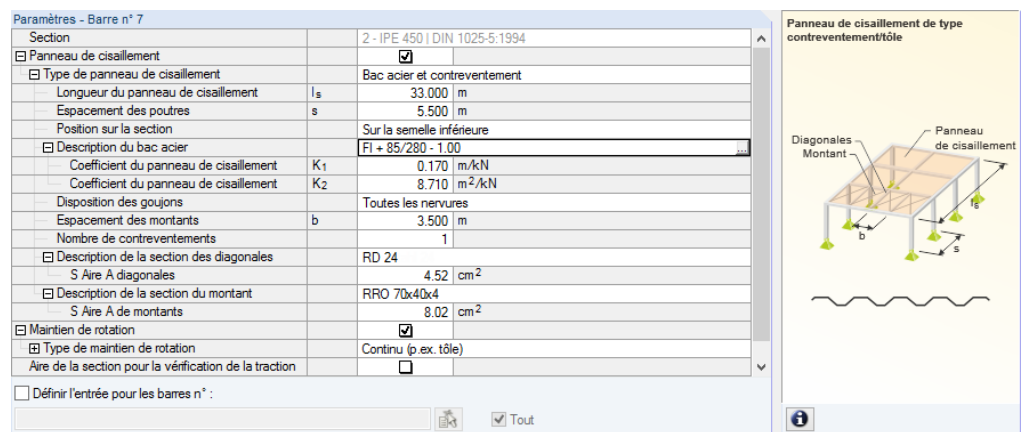 Paramètres - Barre n° 7
Section 2 - IPE 450 | DIN 1025-5:1994
Panneau de cisaillement
Type de panneau de cisaillement Bac acier et contreventement
Longueur du panneau de cisaillement ls 33.000 m
Espacement des poutres s 5.500 m
Position sur la section Sur la semelle inférieure
Description du bac acier FI + 85/280 - 1.00 ...
Coefficient du panneau de cisaillement K1 0.170 m/kN
Coefficient du panneau de cisaillement K2 8.710 m²/kN
Disposition des goujons Toutes les nervures
Espacement des montants b 3.500 m
Nombre de contreventements 1
Description de la section des diagonales RD 24
S Aire A diagonales 4.52 cm²
Description de la section du montant RRO 70x40x4
S Aire A de montants 8.02 cm²
Maintien de rotation
Type de maintien de rotation Continu (p.ex. tôle)
Aire de la section pour la vérification de la traction
Définir l'entrée pour les barres n° :
Tout
Panneau de cisaillement de type
contreventement/tôle
Diagonales
Montant
Panneau
de cisaillement
ls
b
s